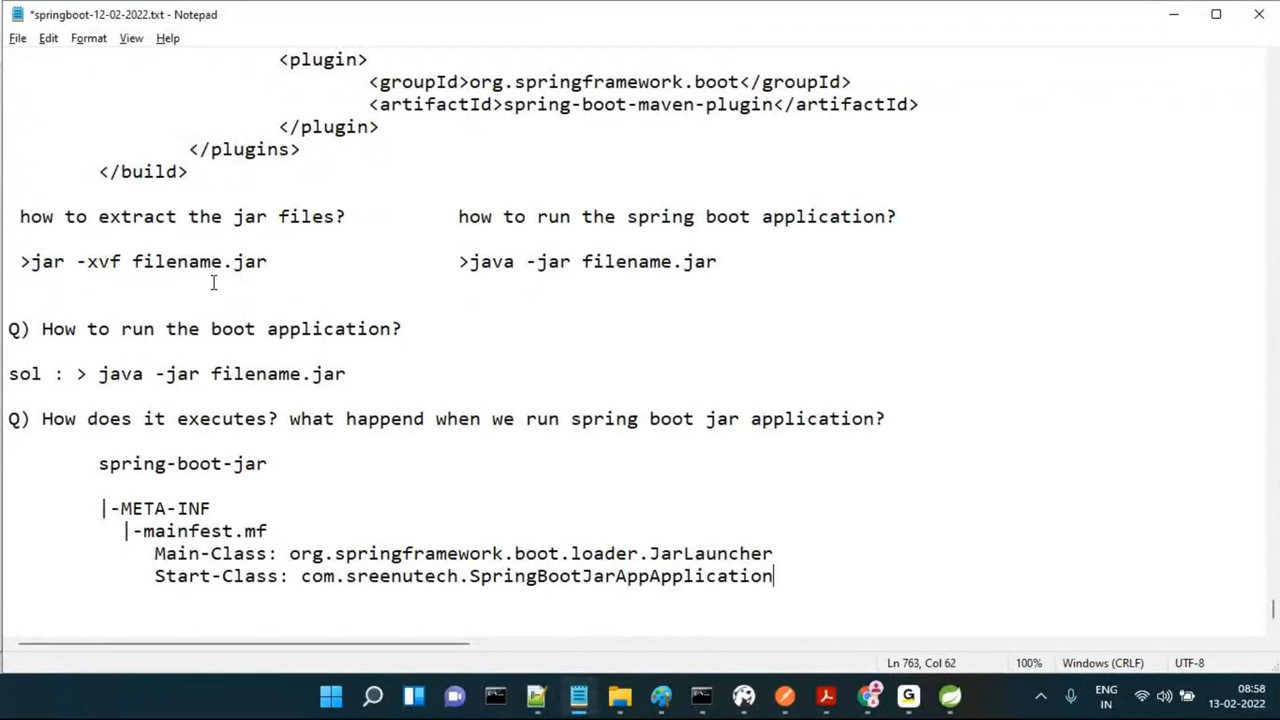 *springboot-12-02-2022.txt - Notepad
File Edit Format View Help
<plugin>
<groupId>org.springframework.boot</groupId>
<artifactId>spring-boot-maven-plugin</artifactId>
</plugin>
</plugins>
</build>
how to extract the jar files? how to run the spring boot application?
>jar -xvf filename.jar >java -jar filename.jar
Q) How to run the boot application?
sol : > java -jar filename.jar
Q) How does it executes? what happend when we run spring boot jar application?
spring-boot-jar
|-META-INF
|-mainfest.mf
Main-Class: org.springframework.boot.loader.JarLauncher
Start-Class: com.sreenutech.SpringBootJarAppApplication
Ln 763, Col 62 100% Windows (CRLF) UTF-8
ENG
IN
08:58
13-02-2022